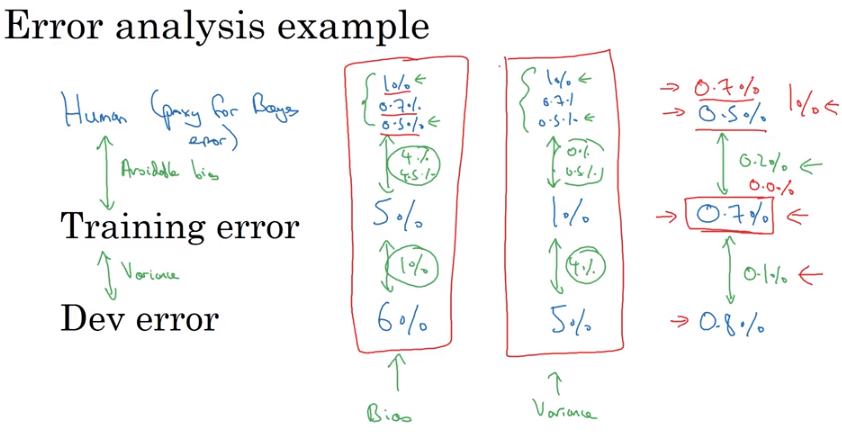 Error analysis example
Human (proxy for Bayes error)
1% 0.7% 0.5%
1% 0.7% 0.5%
0.7% 1%
0.5%
Avoidable bias
4% 4.5%
0% 0.5%
0.2%
0.0%
Training error
5%
1%
0.7%
Variance
1%
4%
0.1%
Dev error
6%
5%
0.8%
Bias
Variance